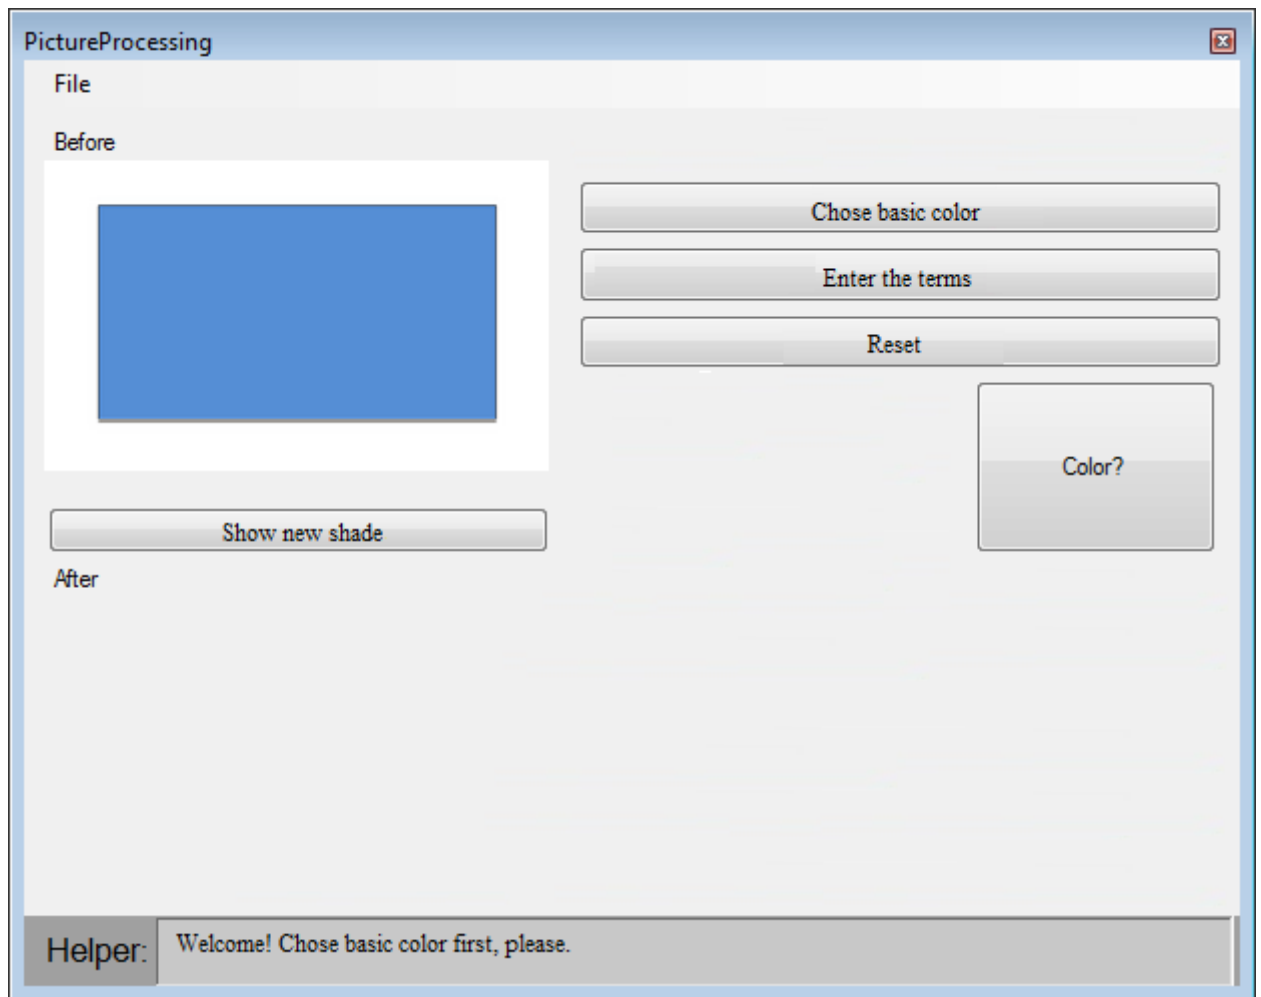 PictureProcessing
File
Before
Chose basic color
Enter the terms
Reset
Color?
Show new shade
After
Helper:
Welcome! Chose basic color first, please.